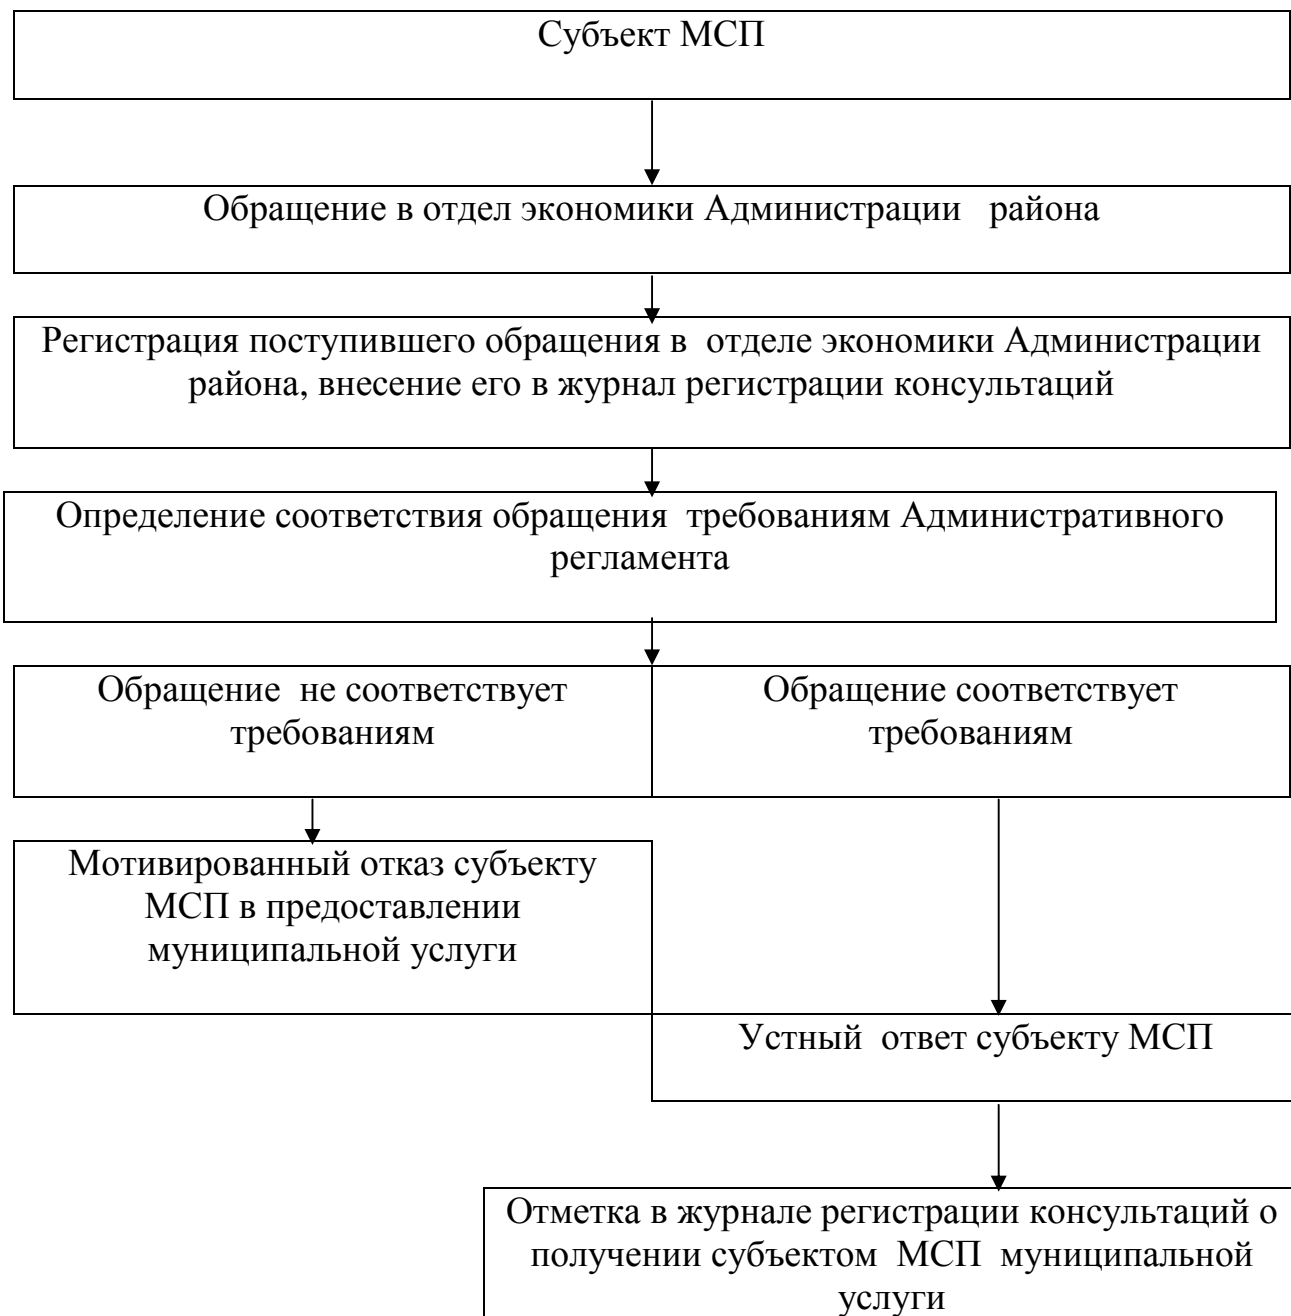 Субъект МСП
Обращение в отдел экономики Администрации района
Регистрация поступившего обращения в отделе экономики Администрации
района, внесение его в журнал регистрации консультаций
Определение соответствия обращения требованиям Административного
регламента
Обращение не соответствует
требованиям
Обращение соответствует
требованиям
Мотивированный отказ субъекту
МСП в предоставлении
муниципальной услуги
Устный ответ субъекту МСП
Отметка в журнале регистрации консультаций о
получении субъектом МСП муниципальной
услуги